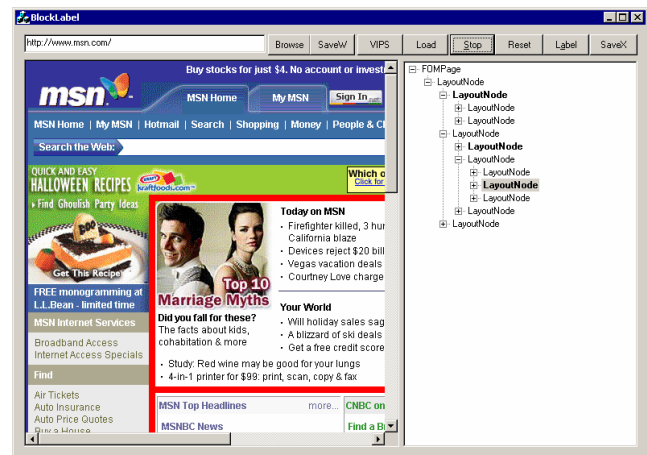 BlockLabel
http://www.msn.com/
Browse SaveW VIPS Load Stop Reset Label SaveX
Buy stocks for just $4. No account or invest
msn
MSN Home My MSN Sign In
MSN Home | My MSN | Hotmail | Search | Shopping | Money | People & C
Search the Web:
QUICK AND EASY
HALLOWEEN RECIPES
kraftfoods.com
Which o
Click for
Find Ghoulish Party Ideas
BOO
Get This Recipe
FREE monogramming at
L.L.Bean - limited time
MSN Internet Services
Broadband Access
Internet Access Specials
Find
Air Tickets
Auto Insurance
Auto Price Quotes
Buy a House
Top 10
Marriage Myths
Did you fall for these?
The facts about kids,
cohabitation & more
Today on MSN
· Firefighter killed, 3 hur
California blaze
· Devices reject $20 bill
· Vegas vacation deals
· Courtney Love charge
Your World
· Will holiday sales sag
· A blizzard of ski deals
· Get a free credit score
· Study: Red wine may be good for your lungs
· 4-in-1 printer for $99: print, scan, copy & fax
MSN Top Headlines more...
MSNBC News
CNBC on
Find a B
FOMPage
LayoutNode
LayoutNode
LayoutNode
LayoutNode
LayoutNode
LayoutNode
LayoutNode
LayoutNode
LayoutNode
LayoutNode
LayoutNode
LayoutNode